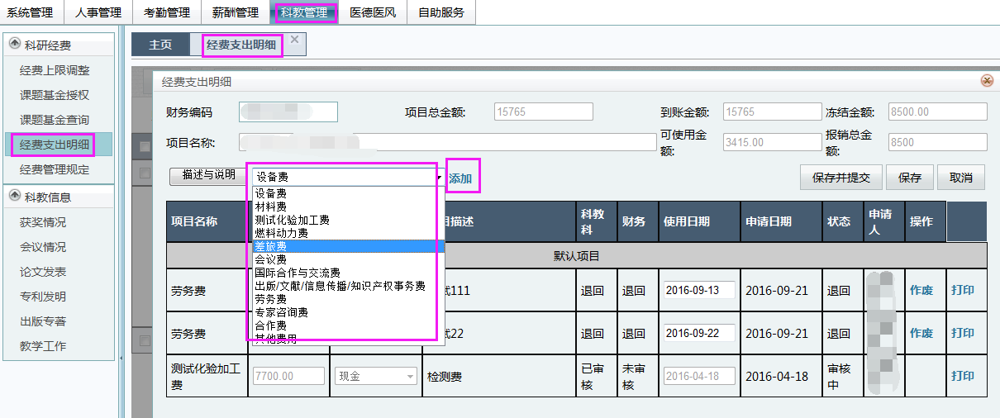 系统管理 人事管理 考勤管理 薪酬管理 科教管理 医德医风 自助服务
科研经费
经费上限调整
课题基金授权
课题基金查询
经费支出明细
经费管理规定
科教信息
获奖情况
会议情况
论文发表
专利发明
出版专著
教学工作
主页 经费支出明细
经费支出明细
财务编码 项目总金额: 15765 到账金额: 15765 冻结金额: 8500.00
项目名称: 可使用金额: 3415.00 报销总金额: 8500
描述与说明 设备费 添加 保存并提交 保存 取消
设备费
材料费
测试化验加工费
燃料动力费
差旅费
会议费
国际合作与交流费
出版/文献/信息传播/知识产权事务费
劳务费
专家咨询费
合作费
其他费用
项目名称 目描述 科教科 财务 使用日期 申请日期 状态 申请人 操作
默认项目
劳务费 试111 退回 退回 2016-09-13 2016-09-21 退回 作废 打印
劳务费 试22 退回 退回 2016-09-22 2016-09-21 退回 作废 打印
测试化验加工费 7700.00 现金 检测费 已审核 未审核 2016-04-18 2016-04-18 审核中 打印